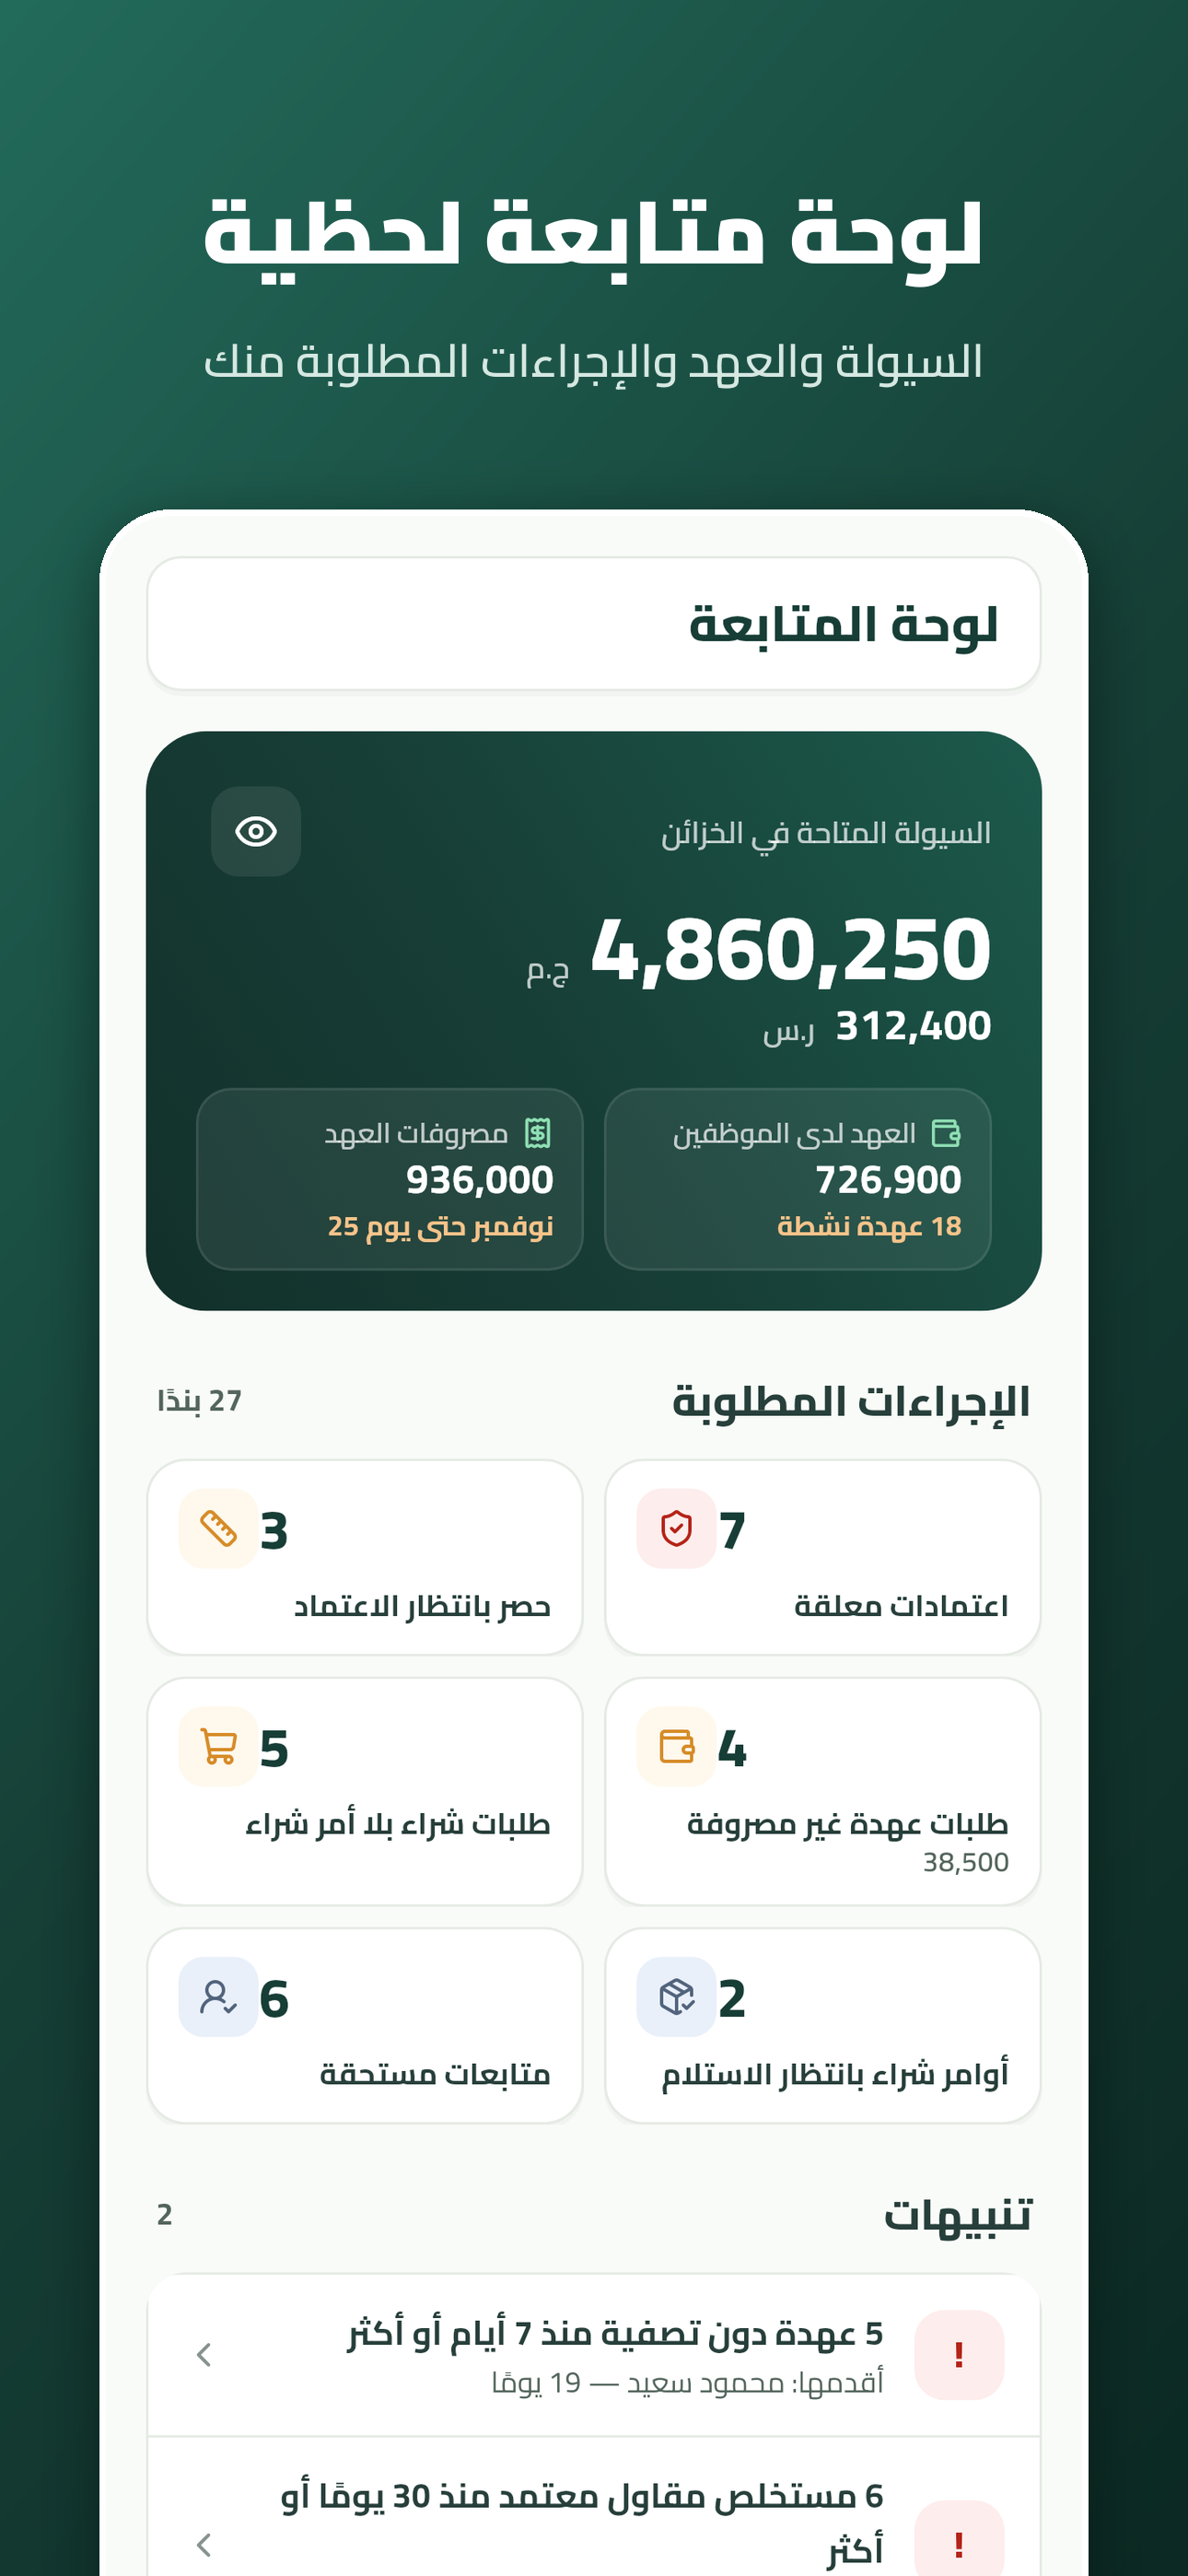 لوحة متابعة لحظية
السيولة والعهد والإجراءات المطلوبة منك
لوحة المتابعة
السيولة المتاحة في الخزائن
4,860,250 ج.م
312,400 ر.س
العهد لدى الموظفين
726,900
18 عهدة نشطة
مصروفات العهد
936,000
نوفمبر حتى يوم 25
الإجراءات المطلوبة
27 بندًا
7
اعتمادات معلقة
3
حصر بانتظار الاعتماد
4
طلبات عهدة غير مصروفة
38,500
5
طلبات شراء بلا أمر شراء
2
أوامر شراء بانتظار الاستلام
6
متابعات مستحقة
تنبيهات
2
!
5 عهدة دون تصفية منذ 7 أيام أو أكثر
أقدمها: محمود سعيد — 19 يومًا
!
6 مستخلص مقاول معتمد منذ 30 يومًا أو
أكثر